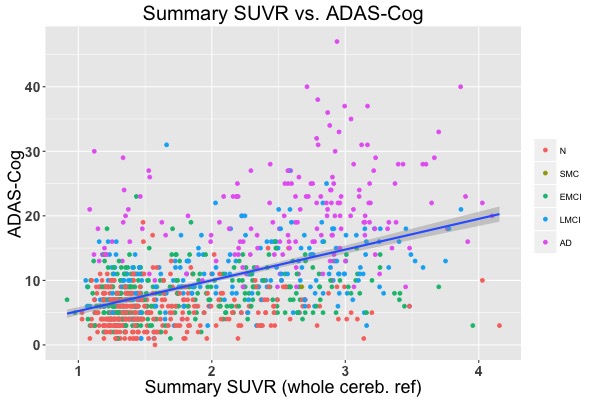 Summary SUVR vs. ADAS-Cog
ADAS-Cog
40
30
20
10
0
1 2 3 4
Summary SUVR (whole cereb. ref)
N
SMC
EMCI
LMCI
AD